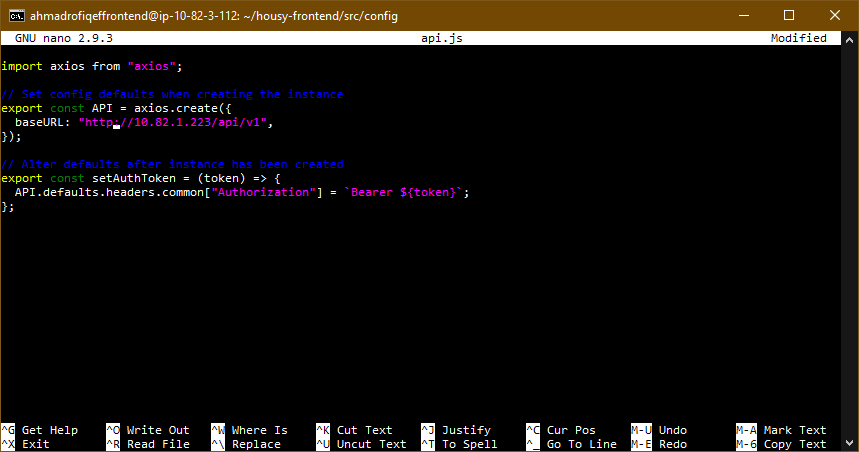 ahmadrofiqeffrontend@ip-10-82-3-112: ~/housy-frontend/src/config
GNU nano 2.9.3 api.js Modified
import axios from "axios";
// Set config defaults when creating the instance
export const API = axios.create({
  baseURL: "http://10.82.1.223/api/v1",
});
// Alter defaults after instance has been created
export const setAuthToken = (token) => {
  API.defaults.headers.common["Authorization"] = `Bearer ${token}`;
};
^G Get Help ^O Write Out ^W Where Is ^K Cut Text ^J Justify ^C Cur Pos M-U Undo M-A Mark Text
^X Exit ^R Read File ^\ Replace ^U Uncut Text ^T To Spell ^_ Go To Line M-E Redo M-6 Copy Text